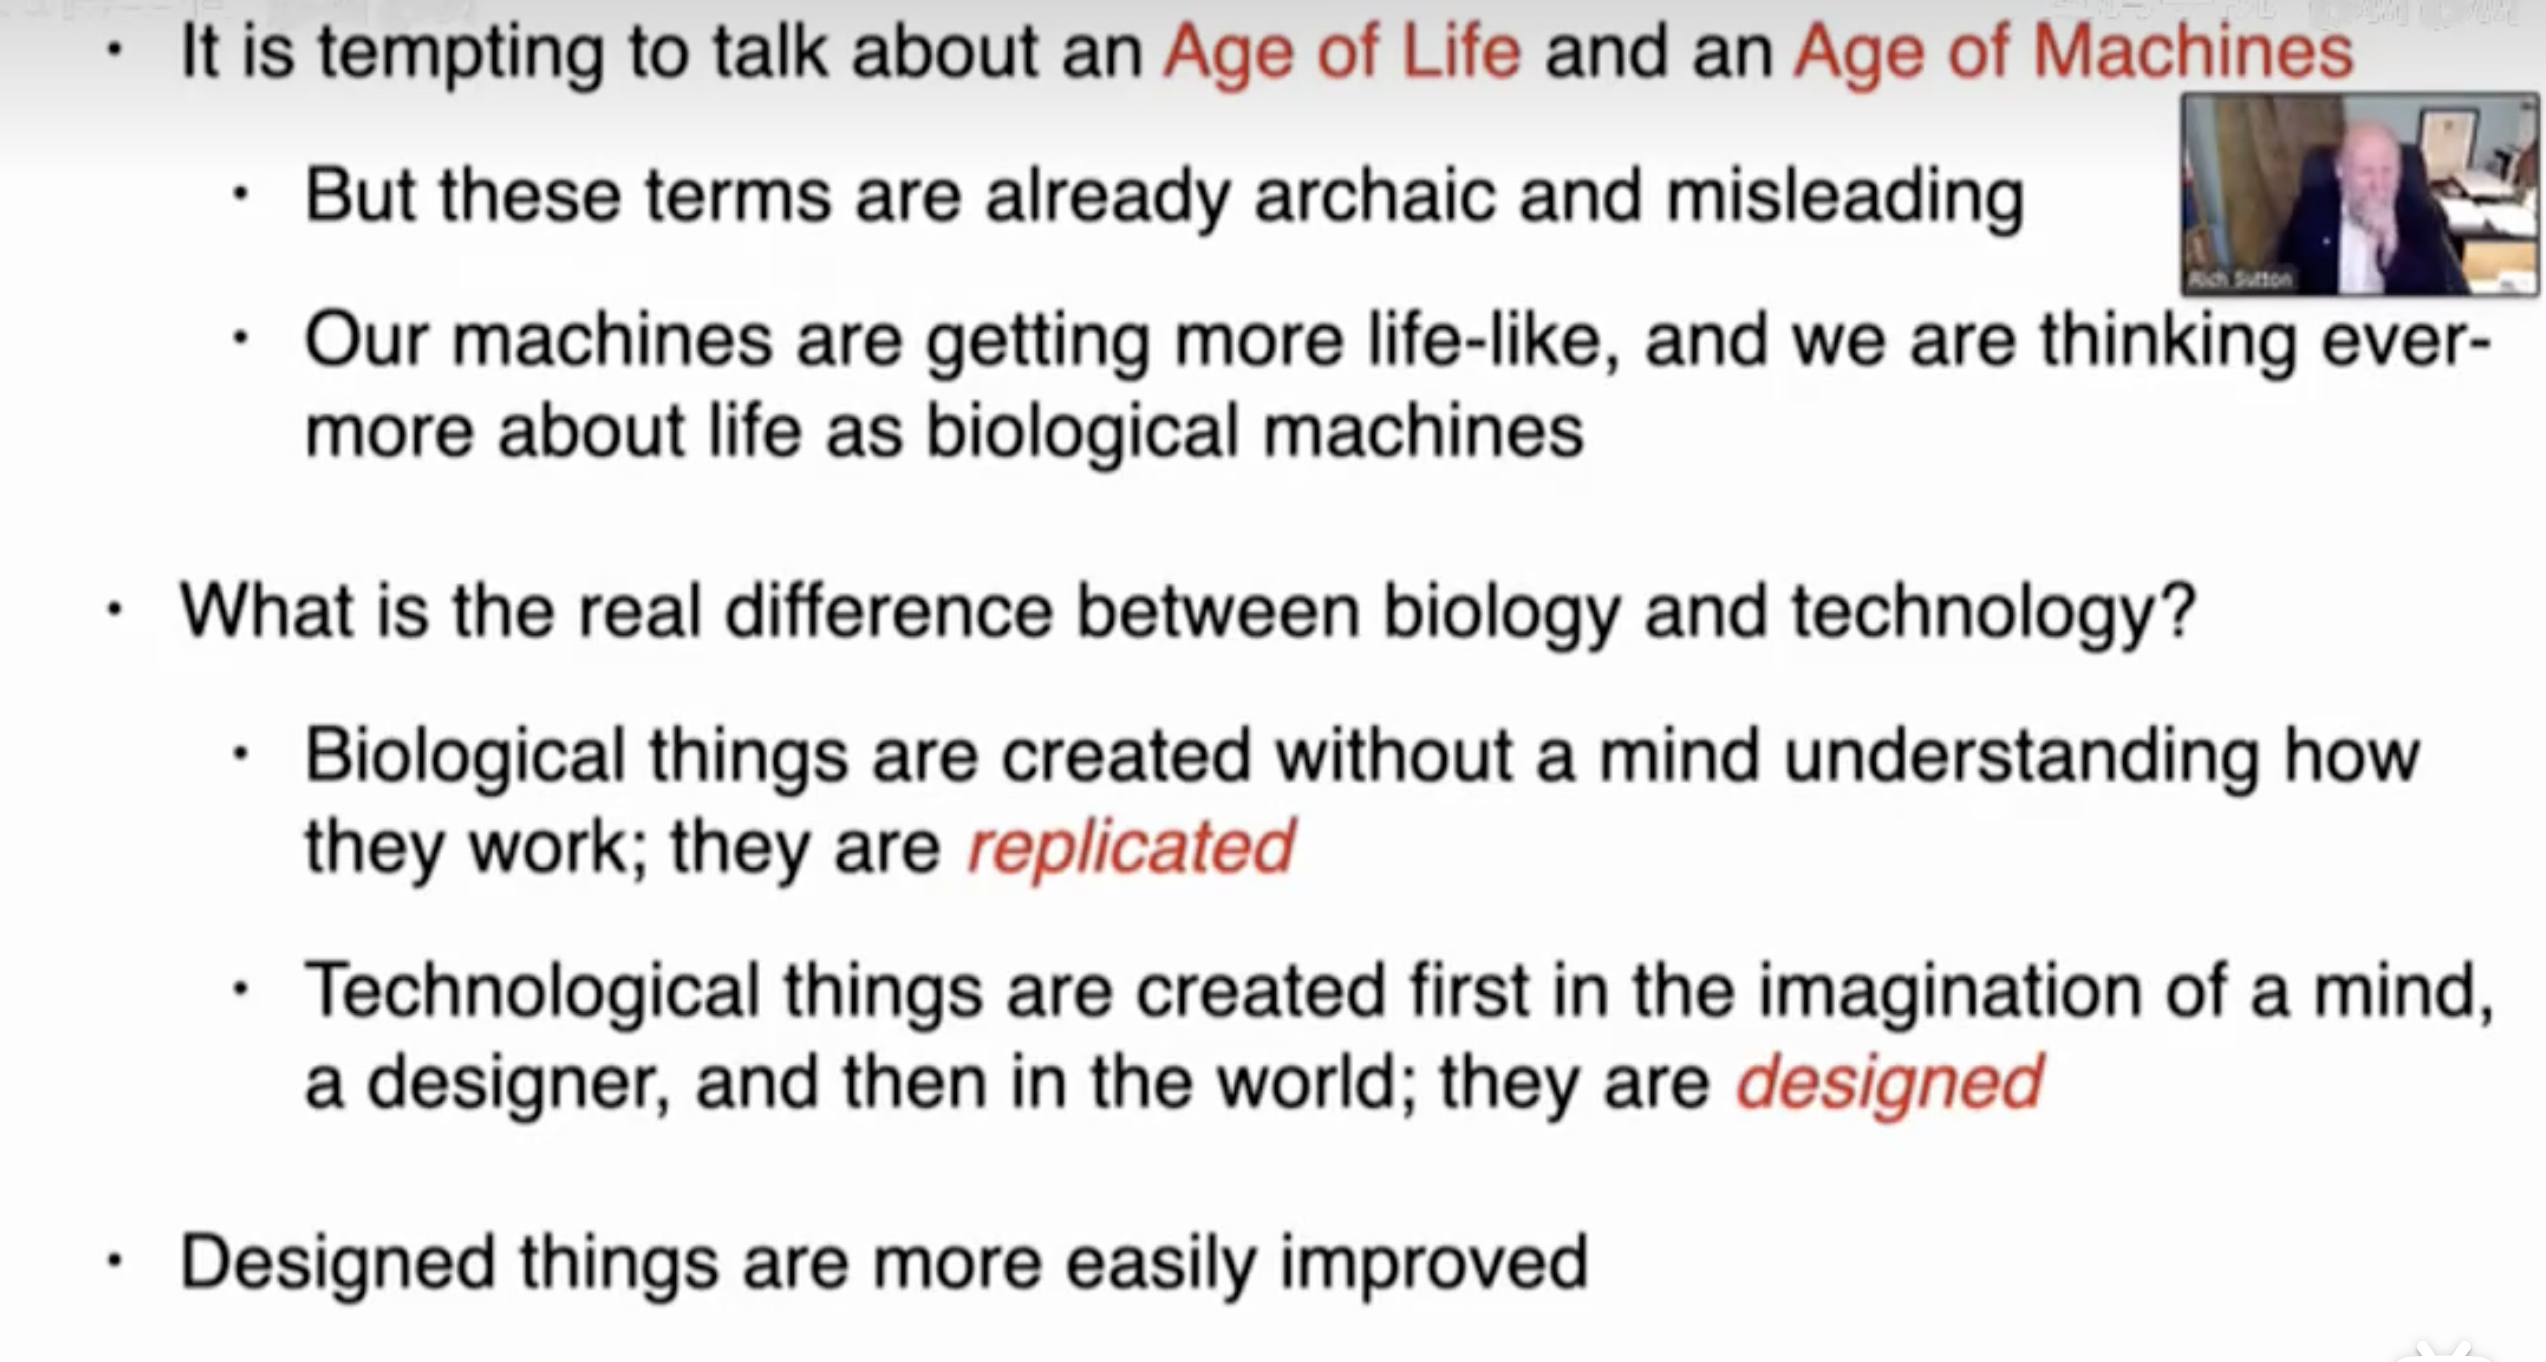 · It is tempting to talk about an Age of Life and an Age of Machines
· But these terms are already archaic and misleading
Rich Sutton
· Our machines are getting more life-like, and we are thinking ever-
more about life as biological machines
· What is the real difference between biology and technology?
· Biological things are created without a mind understanding how
they work; they are replicated
· Technological things are created first in the imagination of a mind,
a designer, and then in the world; they are designed
· Designed things are more easily improved